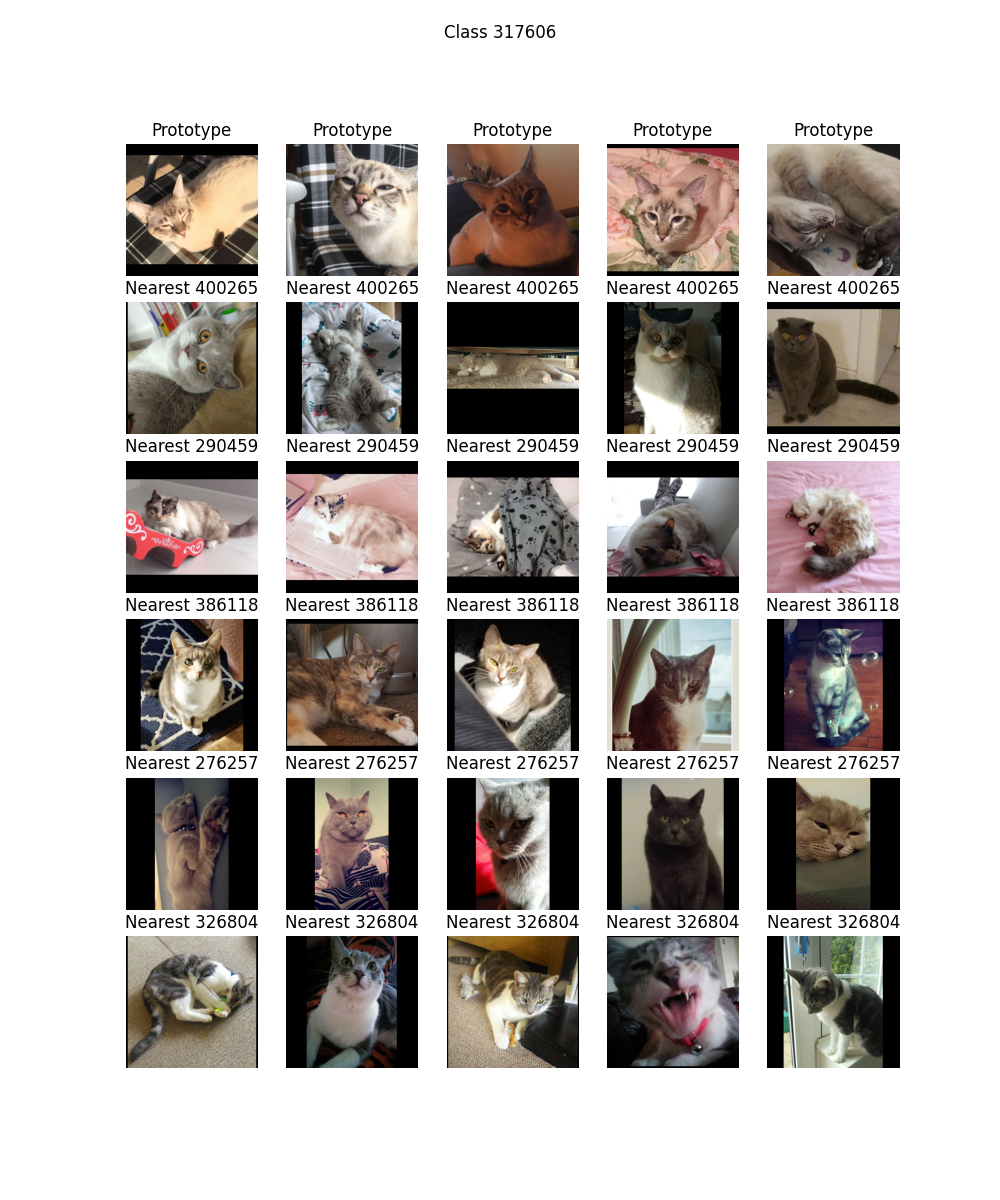 Class 317606
Prototype Prototype Prototype Prototype Prototype
Nearest 400265 Nearest 400265 Nearest 400265 Nearest 400265 Nearest 400265
Nearest 290459 Nearest 290459 Nearest 290459 Nearest 290459 Nearest 290459
Nearest 386118 Nearest 386118 Nearest 386118 Nearest 386118 Nearest 386118
Nearest 276257 Nearest 276257 Nearest 276257 Nearest 276257 Nearest 276257
Nearest 326804 Nearest 326804 Nearest 326804 Nearest 326804 Nearest 326804